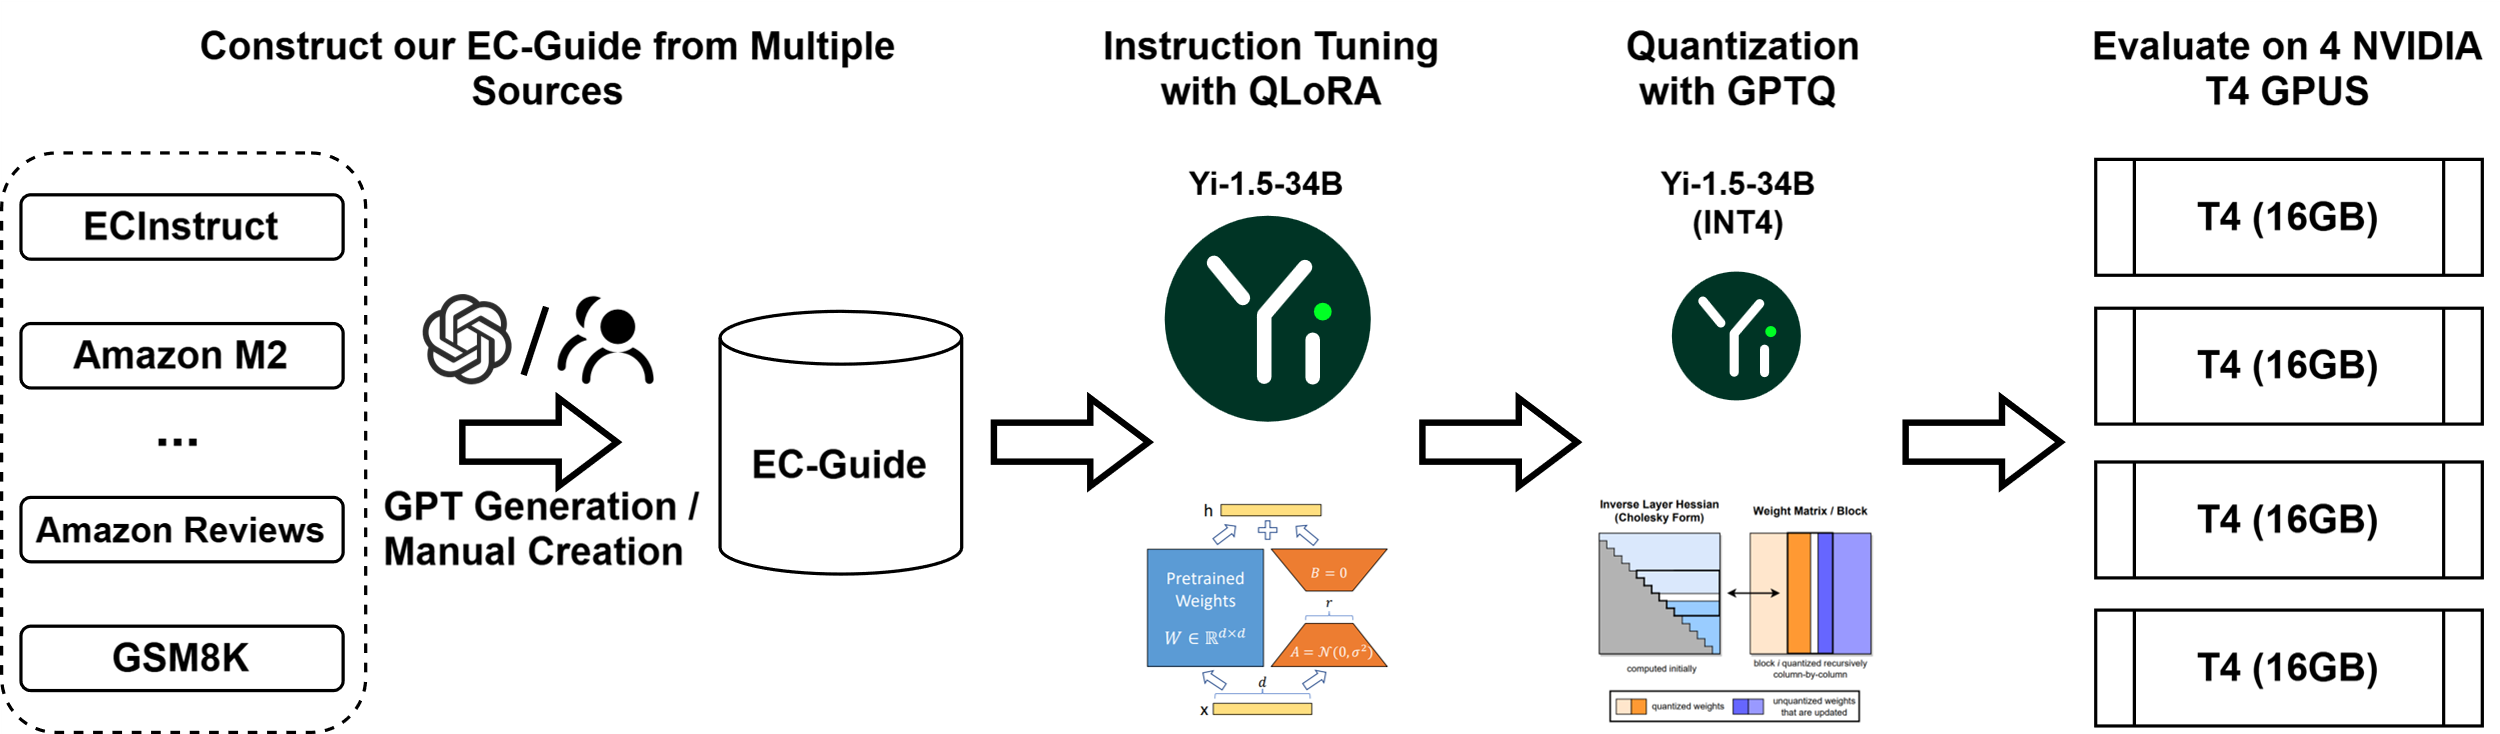 Construct our EC-Guide from Multiple
Sources
ECInstruct
Amazon M2
...
Amazon Reviews
GSM8K
/
GPT Generation /
Manual Creation
EC-Guide
Instruction Tuning
with QLoRA
Yi-1.5-34B
Yi
h
Pretrained
Weights
W ∈ ℝ^{d×d}
B = 0
r
A = 𝒩(0, σ²)
d
x
Quantization
with GPTQ
Yi-1.5-34B
(INT4)
Yi
Inverse Layer Hessian
(Cholesky Form)
computed initially
Weight Matrix / Block
block i quantized recursively
column-by-column
quantized weights
unquantized weights
that are updated
Evaluate on 4 NVIDIA
T4 GPUS
T4 (16GB)
T4 (16GB)
T4 (16GB)
T4 (16GB)